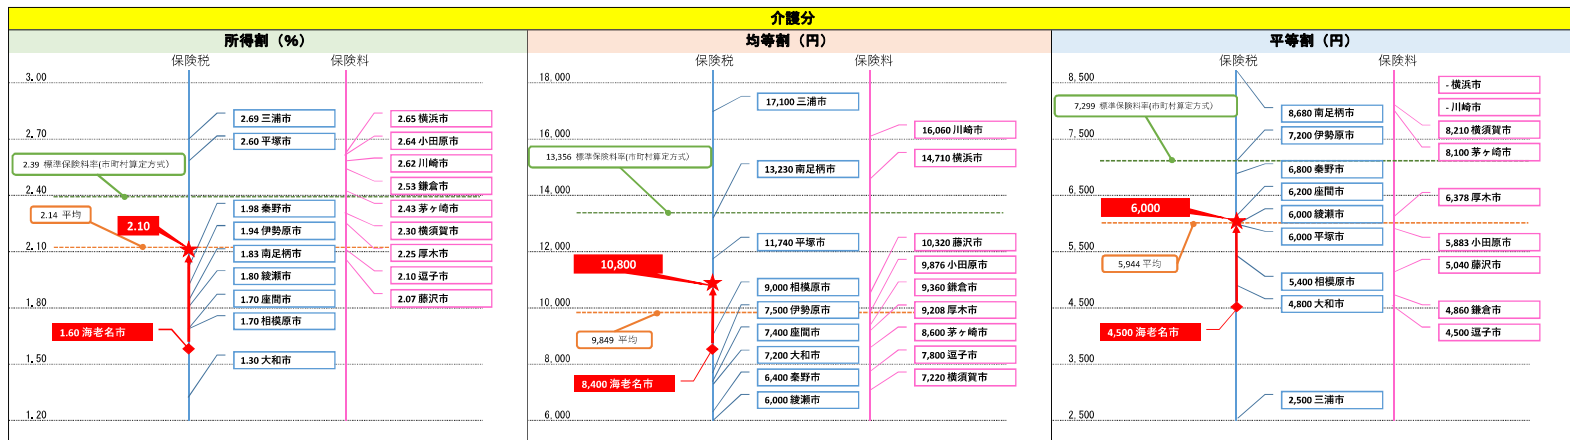 介護分
所得割（%）
保険税
保険料
3.00
2.70
2.40
2.10
1.80
1.50
1.20
2.39 標準保険料率(市町村算定方式)
2.14 平均
2.10
1.60 海老名市
2.69 三浦市
2.60 平塚市
1.98 秦野市
1.94 伊勢原市
1.83 南足柄市
1.80 綾瀬市
1.70 座間市
1.70 相模原市
1.30 大和市
2.65 横浜市
2.64 小田原市
2.62 川崎市
2.53 鎌倉市
2.43 茅ヶ崎市
2.30 横須賀市
2.25 厚木市
2.10 逗子市
2.07 藤沢市
均等割（円）
保険税
保険料
18,000
16,000
14,000
12,000
10,000
8,000
6,000
13,356 標準保険料率(市町村算定方式)
10,800
9,849 平均
8,400 海老名市
17,100 三浦市
13,230 南足柄市
11,740 平塚市
9,000 相模原市
7,500 伊勢原市
7,400 座間市
7,200 大和市
6,400 秦野市
6,000 綾瀬市
16,060 川崎市
14,710 横浜市
10,320 藤沢市
9,876 小田原市
9,360 鎌倉市
9,208 厚木市
8,600 茅ヶ崎市
7,800 逗子市
7,220 横須賀市
平等割（円）
保険税
保険料
8,500
7,500
6,500
5,500
4,500
3,500
2,500
7,299 標準保険料率(市町村算定方式)
6,000
5,944 平均
4,500 海老名市
8,680 南足柄市
7,200 伊勢原市
6,800 秦野市
6,200 座間市
6,000 綾瀬市
6,000 平塚市
5,400 相模原市
4,800 大和市
2,500 三浦市
- 横浜市
- 川崎市
8,210 横須賀市
8,100 茅ヶ崎市
6,378 厚木市
5,883 小田原市
5,040 藤沢市
4,860 鎌倉市
4,500 逗子市